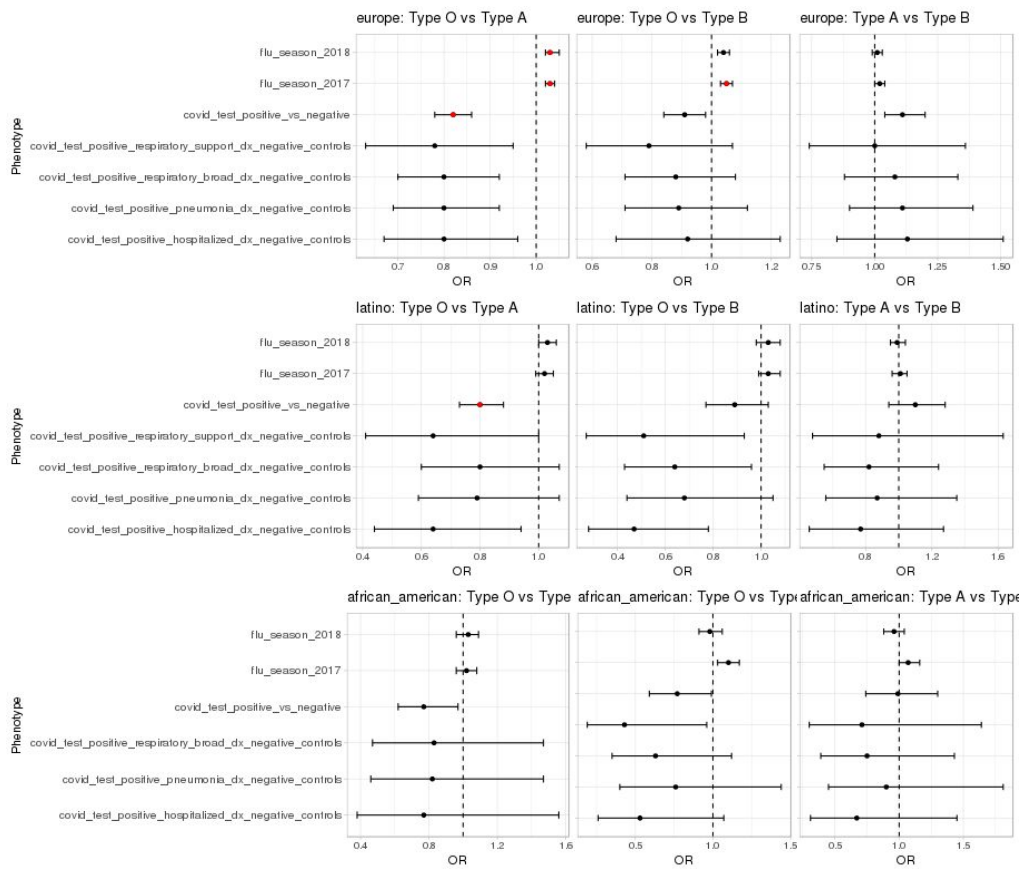 europe: Type O vs Type A
europe: Type O vs Type B
europe: Type A vs Type B
Phenotype
flu_season_2018
flu_season_2017
covid_test_positive_vs_negative
covid_test_positive_respiratory_support_dx_negative_controls
covid_test_positive_respiratory_broad_dx_negative_controls
covid_test_positive_pneumonia_dx_negative_controls
covid_test_positive_hospitalized_dx_negative_controls
0.7 0.8 0.9 1.0
0.6 0.8 1.0 1.2
0.75 1.00 1.25 1.50
OR
OR
OR
latino: Type O vs Type A
latino: Type O vs Type B
latino: Type A vs Type B
Phenotype
flu_season_2018
flu_season_2017
covid_test_positive_vs_negative
covid_test_positive_respiratory_support_dx_negative_controls
covid_test_positive_respiratory_broad_dx_negative_controls
covid_test_positive_pneumonia_dx_negative_controls
covid_test_positive_hospitalized_dx_negative_controls
0.4 0.6 0.8 1.0
0.4 0.6 0.8 1.0
0.8 1.2 1.6
OR
OR
OR
african_american: Type O vs Type
african_american: Type O vs Type
african_american: Type A vs Type
Phenotype
flu_season_2018
flu_season_2017
covid_test_positive_vs_negative
covid_test_positive_respiratory_broad_dx_negative_controls
covid_test_positive_pneumonia_dx_negative_controls
covid_test_positive_hospitalized_dx_negative_controls
0.4 0.8 1.2 1.6
0.5 1.0 1.5
0.5 1.0 1.5
OR
OR
OR